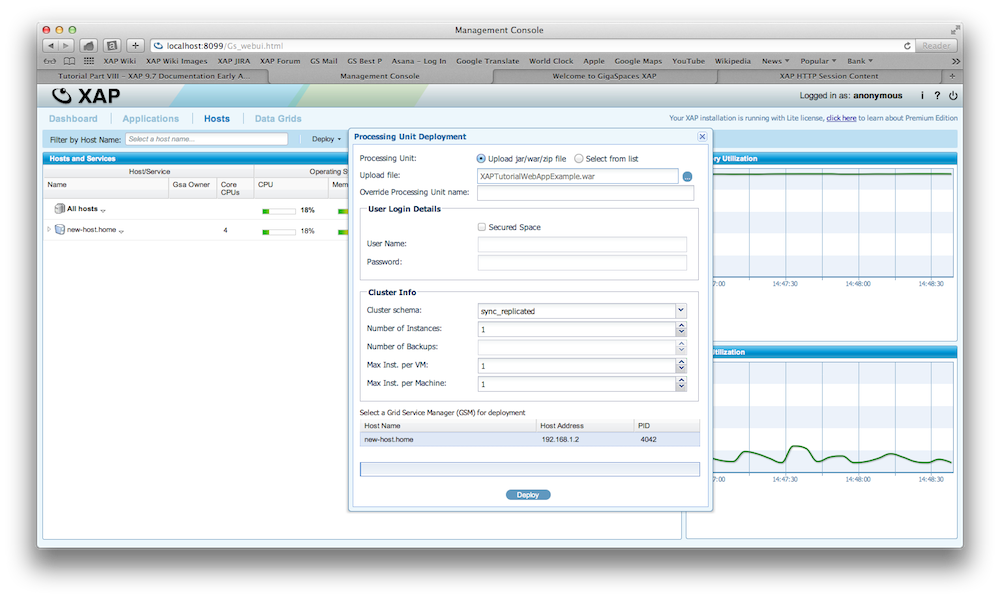 Management Console
localhost:8099/Gs_webui.html
Reader
XAP Wiki XAP Wiki Images XAP JIRA XAP Forum GS Mail GS Best P Asana – Log In Google Translate World Clock Apple Google Maps YouTube Wikipedia News Popular Bank
Tutorial Part VIII – XAP 9.7 Documentation Early A... Management Console Welcome to GigaSpaces XAP XAP HTTP Session Content
XAP
Logged in as: anonymous i ?
Dashboard Applications Hosts Data Grids
Your XAP installation is running with Lite license, click here to learn about Premium Edition
Filter by Host Name: Select a host name... Deploy
Hosts and Services
Host/Service Operating S
Name Gsa Owner Core CPUs CPU Mem
All hosts 18%
new-host.home 4 18%
Processing Unit Deployment
Processing Unit: Upload jar/war/zip file Select from list
Upload file: XAPTutorialWebAppExample.war ...
Override Processing Unit name:
User Login Details
Secured Space
User Name:
Password:
Cluster Info
Cluster schema: sync_replicated
Number of Instances: 1
Number of Backups:
Max Inst. per VM: 1
Max Inst. per Machine: 1
Select a Grid Service Manager (GSM) for deployment
Host Name Host Address PID
new-host.home 192.168.1.2 4042
Deploy
ry Utilization
7:00 14:47:30 14:48:00 14:48:30
Utilization
7:00 14:47:30 14:48:00 14:48:30